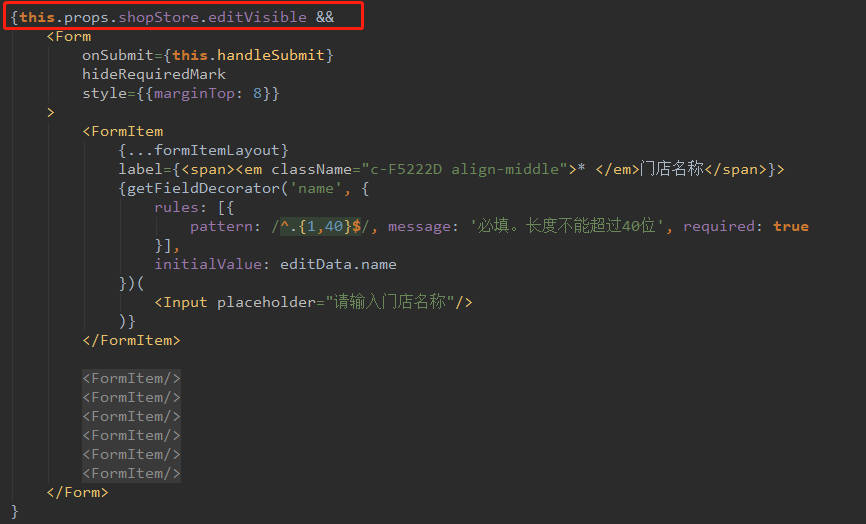 {this.props.shopStore.editVisible &&
<Form
onSubmit={this.handleSubmit}
hideRequiredMark
style={{marginTop: 8}}
>
<FormItem
{...formItemLayout}
label={<span><em className="c-F5222D align-middle">* </em>门店名称</span>}>
{getFieldDecorator('name', {
rules: [{
pattern: /^.{1,40}$/, message: '必填。长度不能超过40位', required: true
}],
initialValue: editData.name
})(
<Input placeholder="请输入门店名称"/>
)}
</FormItem>
<FormItem/>
<FormItem/>
<FormItem/>
<FormItem/>
<FormItem/>
<FormItem/>
</Form>
}